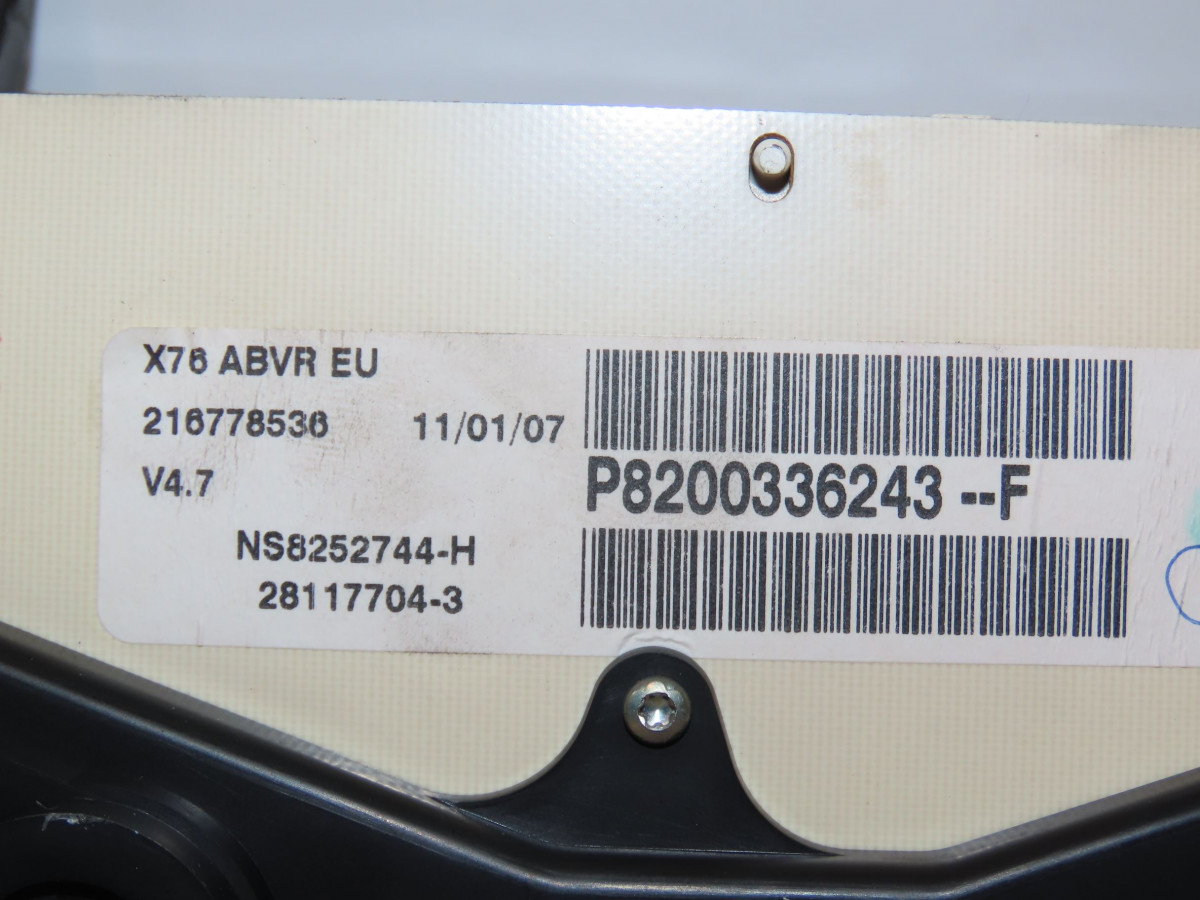 X76 ABVR EU
216778536 11/01/07
V4.7
P8200336243 --F
NS8252744-H
28117704-3